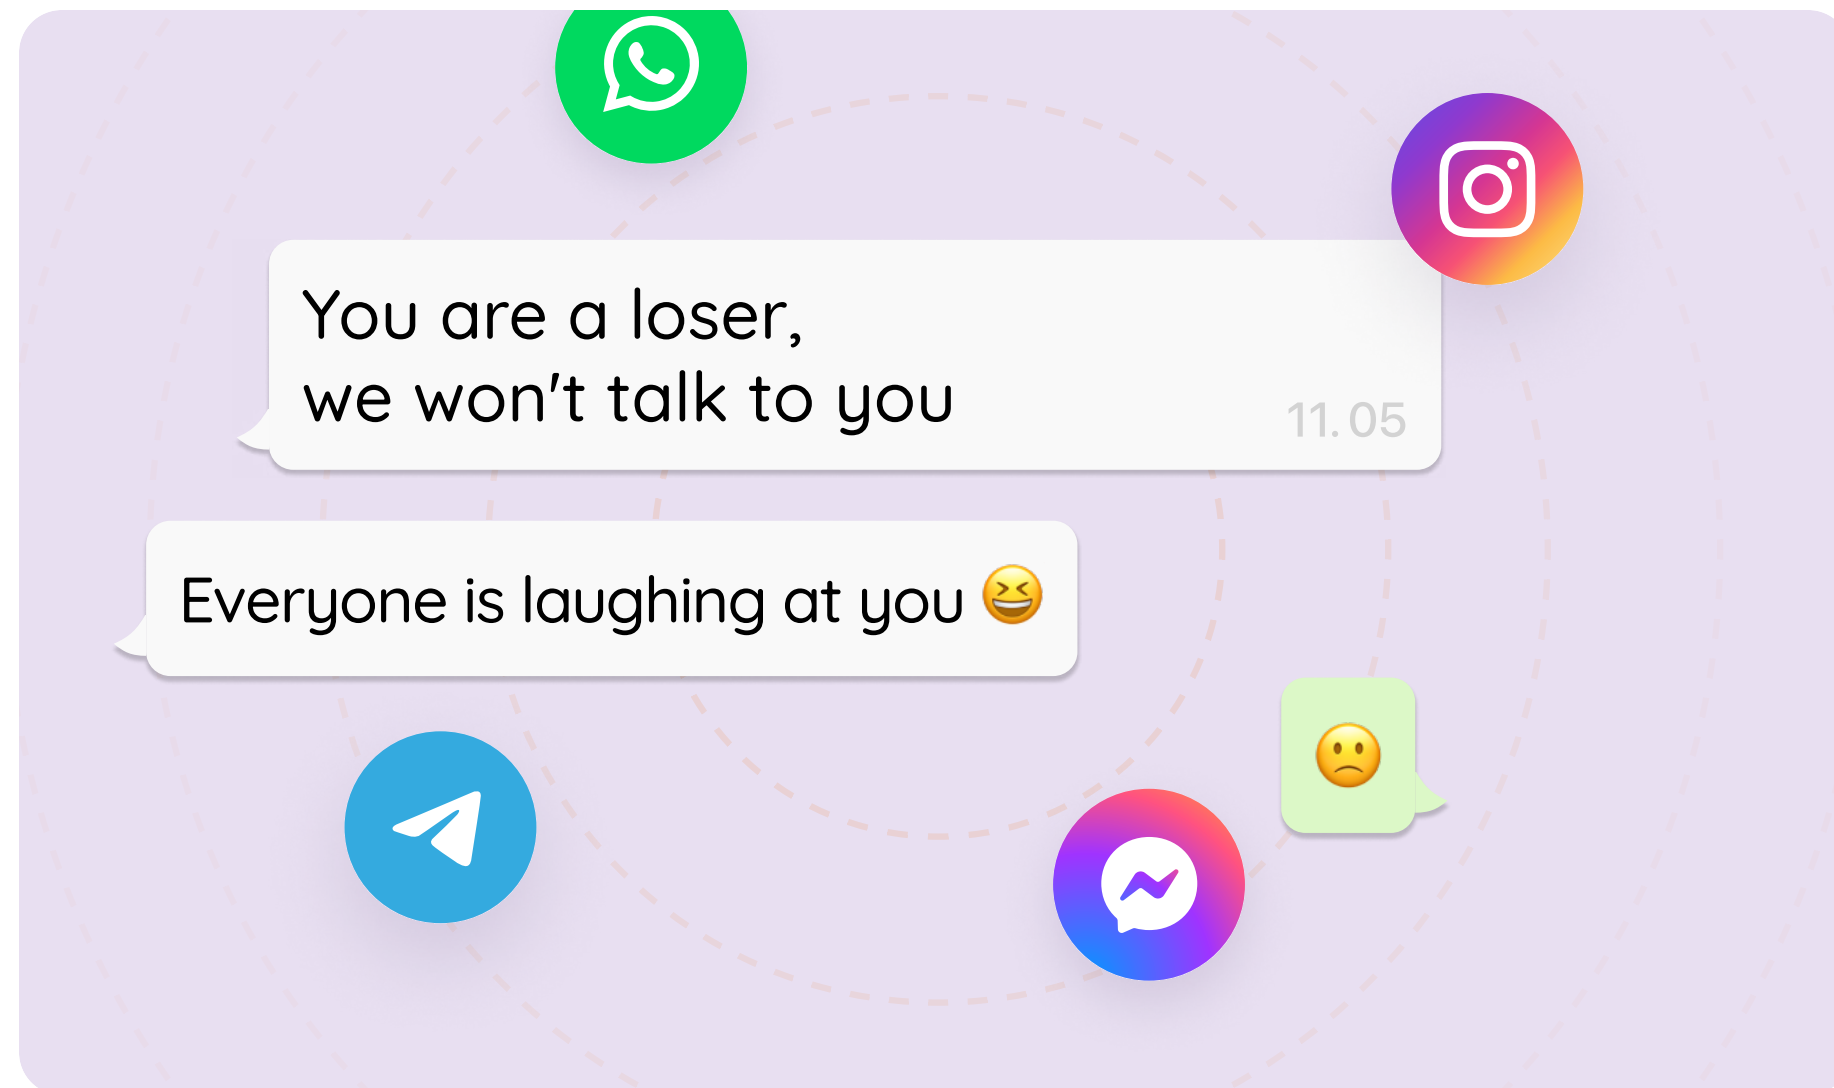 You are a loser,
we won't talk to you
11.05
Everyone is laughing at you 😆
🙁